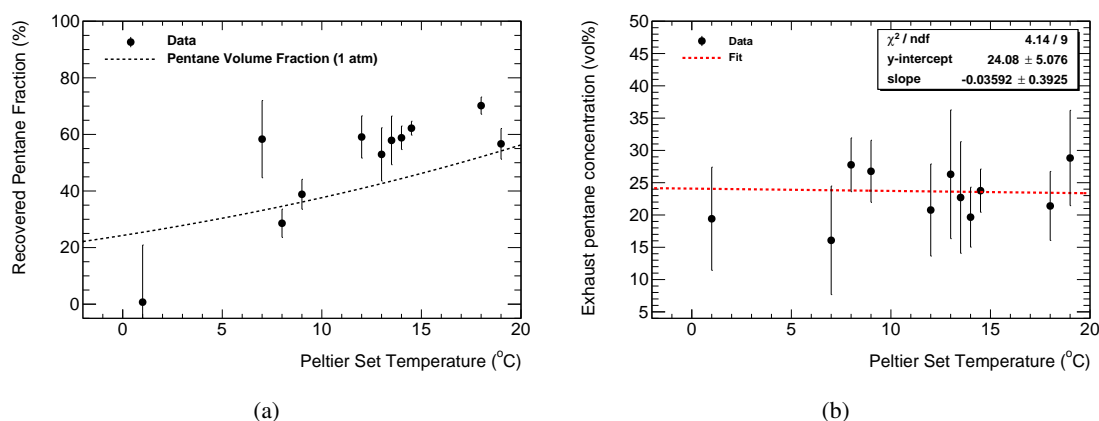 100
80
60
40
20
0
Recovered Pentane Fraction (%)
Data
Pentane Volume Fraction (1 atm)
0 5 10 15 20
Peltier Set Temperature (°C)
(a)
50
45
40
35
30
25
20
15
10
5
Exhaust pentane concentration (vol%)
Data
Fit
χ² / ndf 4.14 / 9
y-intercept 24.08 ± 5.076
slope -0.03592 ± 0.3925
0 5 10 15 20
Peltier Set Temperature (°C)
(b)